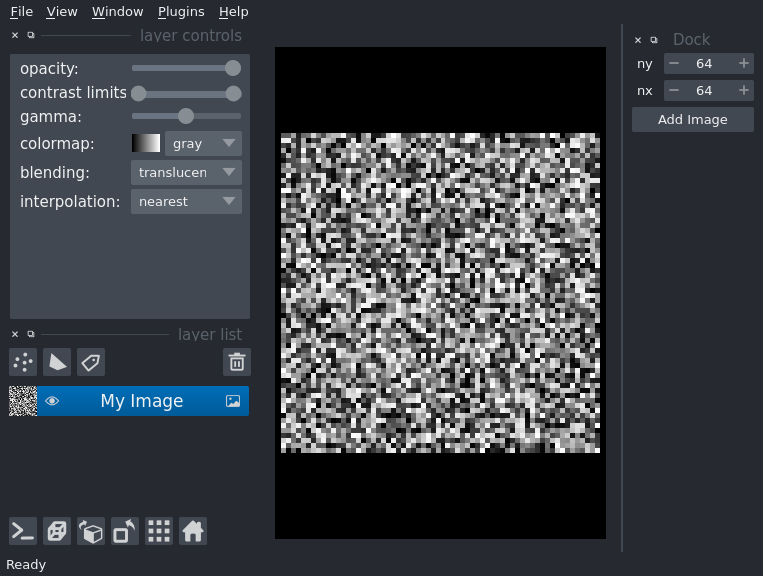 File View Window Plugins Help
layer controls
opacity:
contrast limits
gamma:
colormap: gray
blending: translucen
interpolation: nearest
layer list
My Image
Ready
Dock
ny 64
nx 64
Add Image